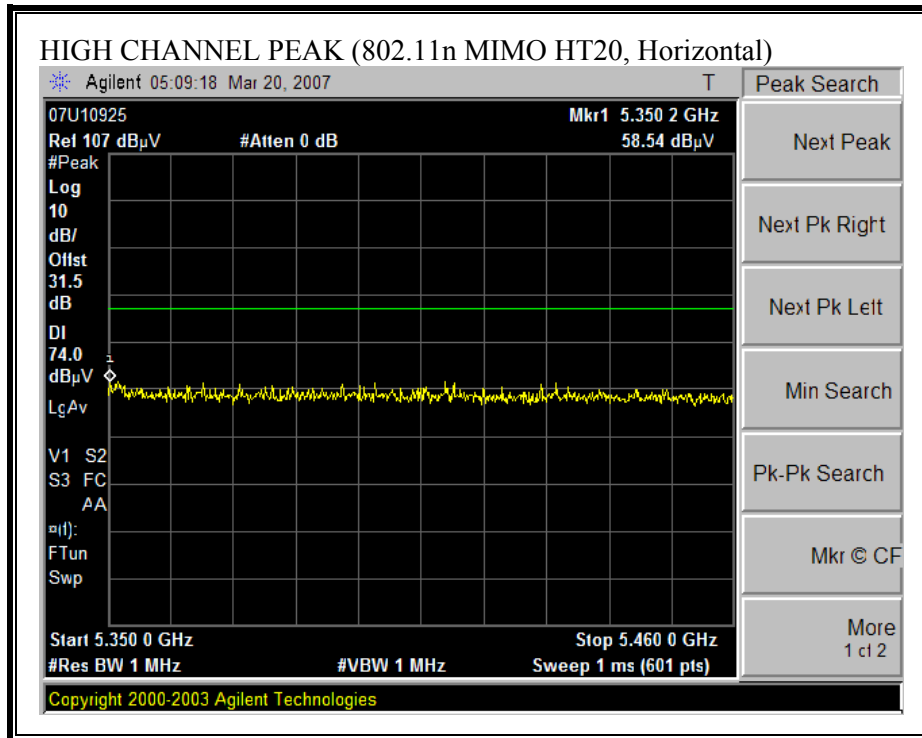 HIGH CHANNEL PEAK (802.11n MIMO HT20, Horizontal)
Agilent 05:09:18 Mar 20, 2007 T
Peak Search
07U10925 Mkr1 5.350 2 GHz
Ref 107 dBµV #Atten 0 dB 58.54 dBµV
#Peak
Log
10
dB/
Offst
31.5
dB
DI
74.0
dBµV
LgAv
V1 S2
S3 FC
AA
¤(f):
FTun
Swp
1
Start 5.350 0 GHz Stop 5.460 0 GHz
#Res BW 1 MHz #VBW 1 MHz Sweep 1 ms (601 pts)
Copyright 2000-2003 Agilent Technologies
Next Peak
Next Pk Right
Next Pk Left
Min Search
Pk-Pk Search
Mkr © CF
More
1 of 2